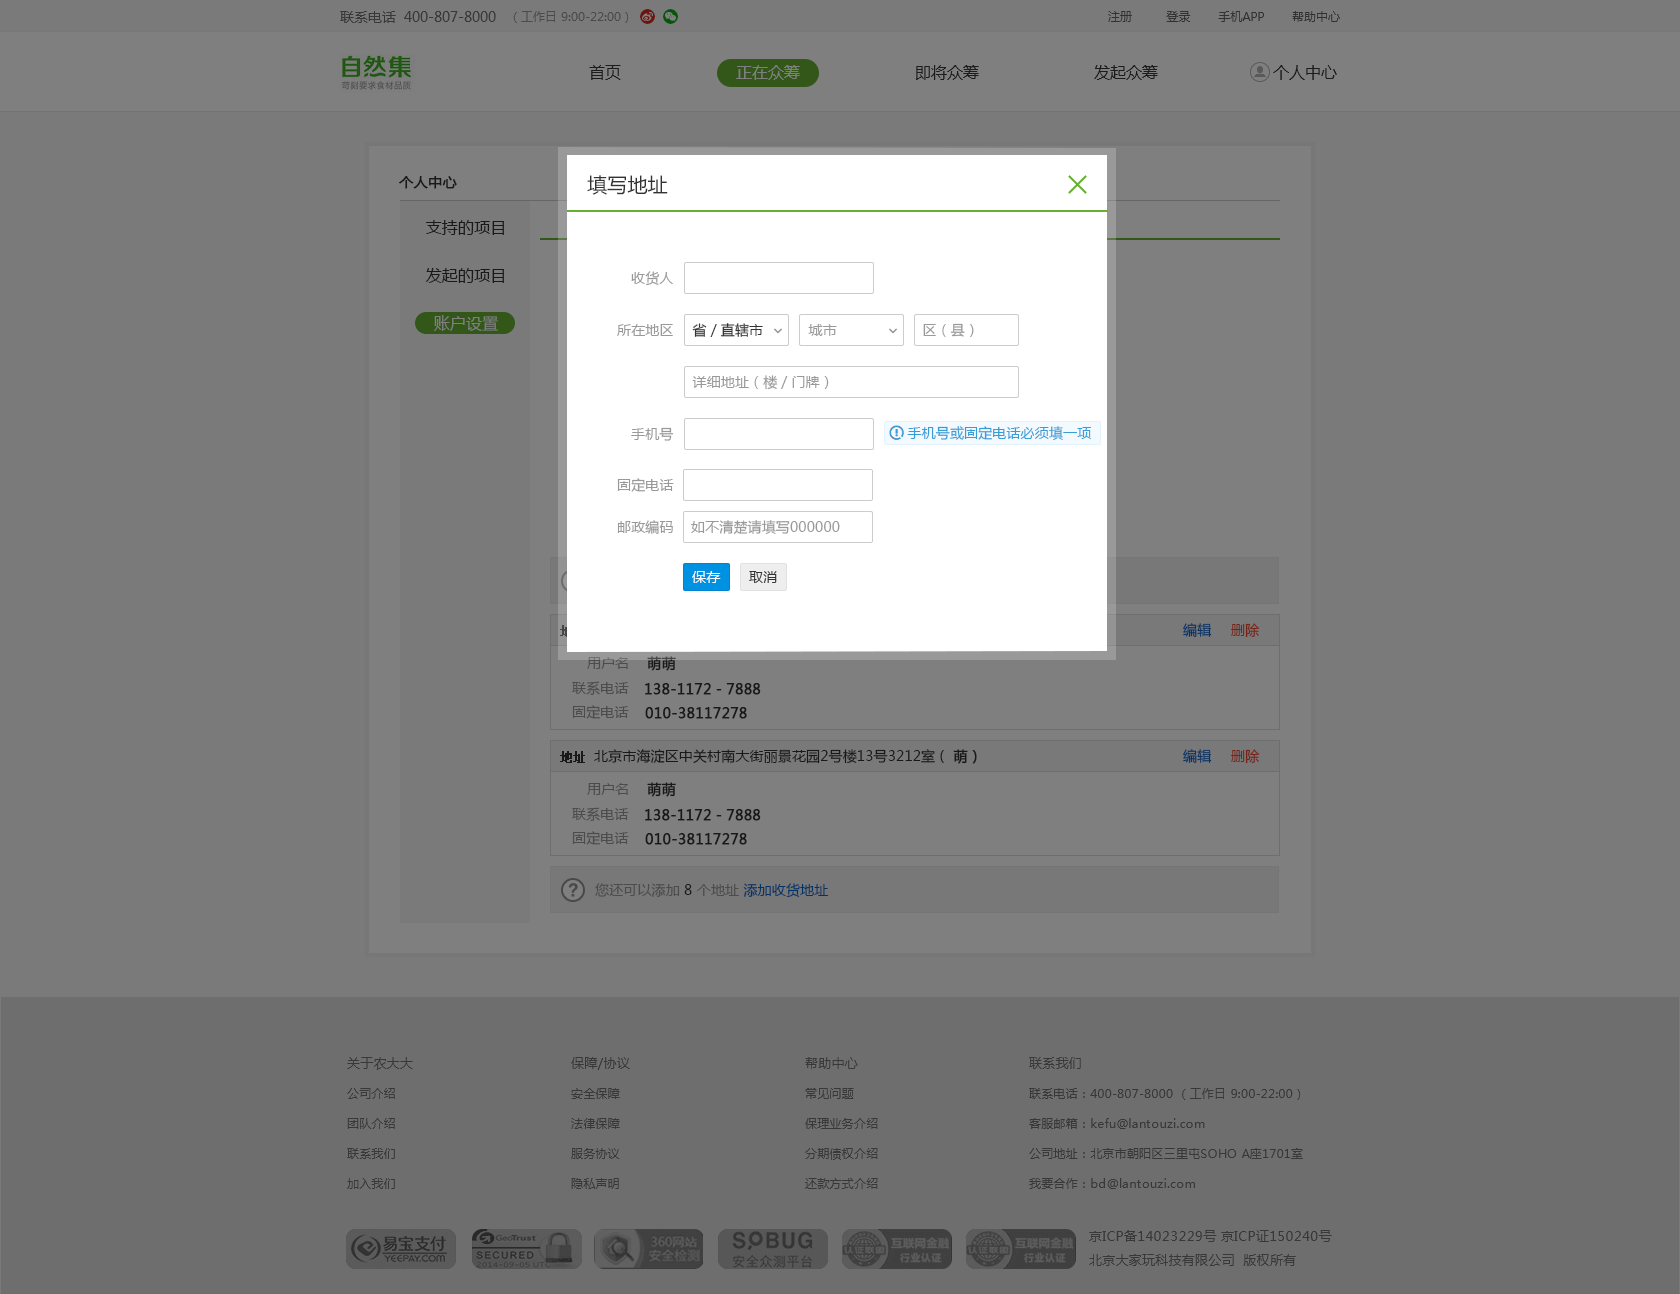 联系电话 400-807-8000 （工作日 9:00-22:00）
注册 登录 手机APP 帮助中心
自然集
苛刻要求食材品质
首页 正在众筹 即将众筹 发起众筹 个人中心
个人中心
支持的项目
发起的项目
账户设置
填写地址
收货人
所在地区 省 / 直辖市 城市 区（县）
详细地址（楼 / 门牌）
手机号 手机号或固定电话必须填一项
固定电话
邮政编码 如不清楚请填写000000
保存 取消
编辑 删除
用户名 萌萌
联系电话 138-1172 - 7888
固定电话 010-38117278
地址 北京市海淀区中关村南大街丽景花园2号楼13号3212室（ 萌 ） 编辑 删除
用户名 萌萌
联系电话 138-1172 - 7888
固定电话 010-38117278
您还可以添加 8 个地址 添加收货地址
关于农大大 保障/协议 帮助中心 联系我们
公司介绍 安全保障 常见问题 联系电话：400-807-8000 （工作日 9:00-22:00）
团队介绍 法律保障 保理业务介绍 客服邮箱：kefu@lantouzi.com
联系我们 服务协议 分期债权介绍 公司地址：北京市朝阳区三里屯SOHO A座1701室
加入我们 隐私声明 还款方式介绍 我要合作：bd@lantouzi.com
易宝支付
YEEPAY.COM
GeoTrust
SECURED
2014-09-05 UTC
360网站
安全检测
SOBUG
安全众测平台
认证联盟 互联网金融
行业认证
认证联盟 互联网金融
行业认证
京ICP备14023229号 京ICP证150240号
北京大家玩科技有限公司 版权所有